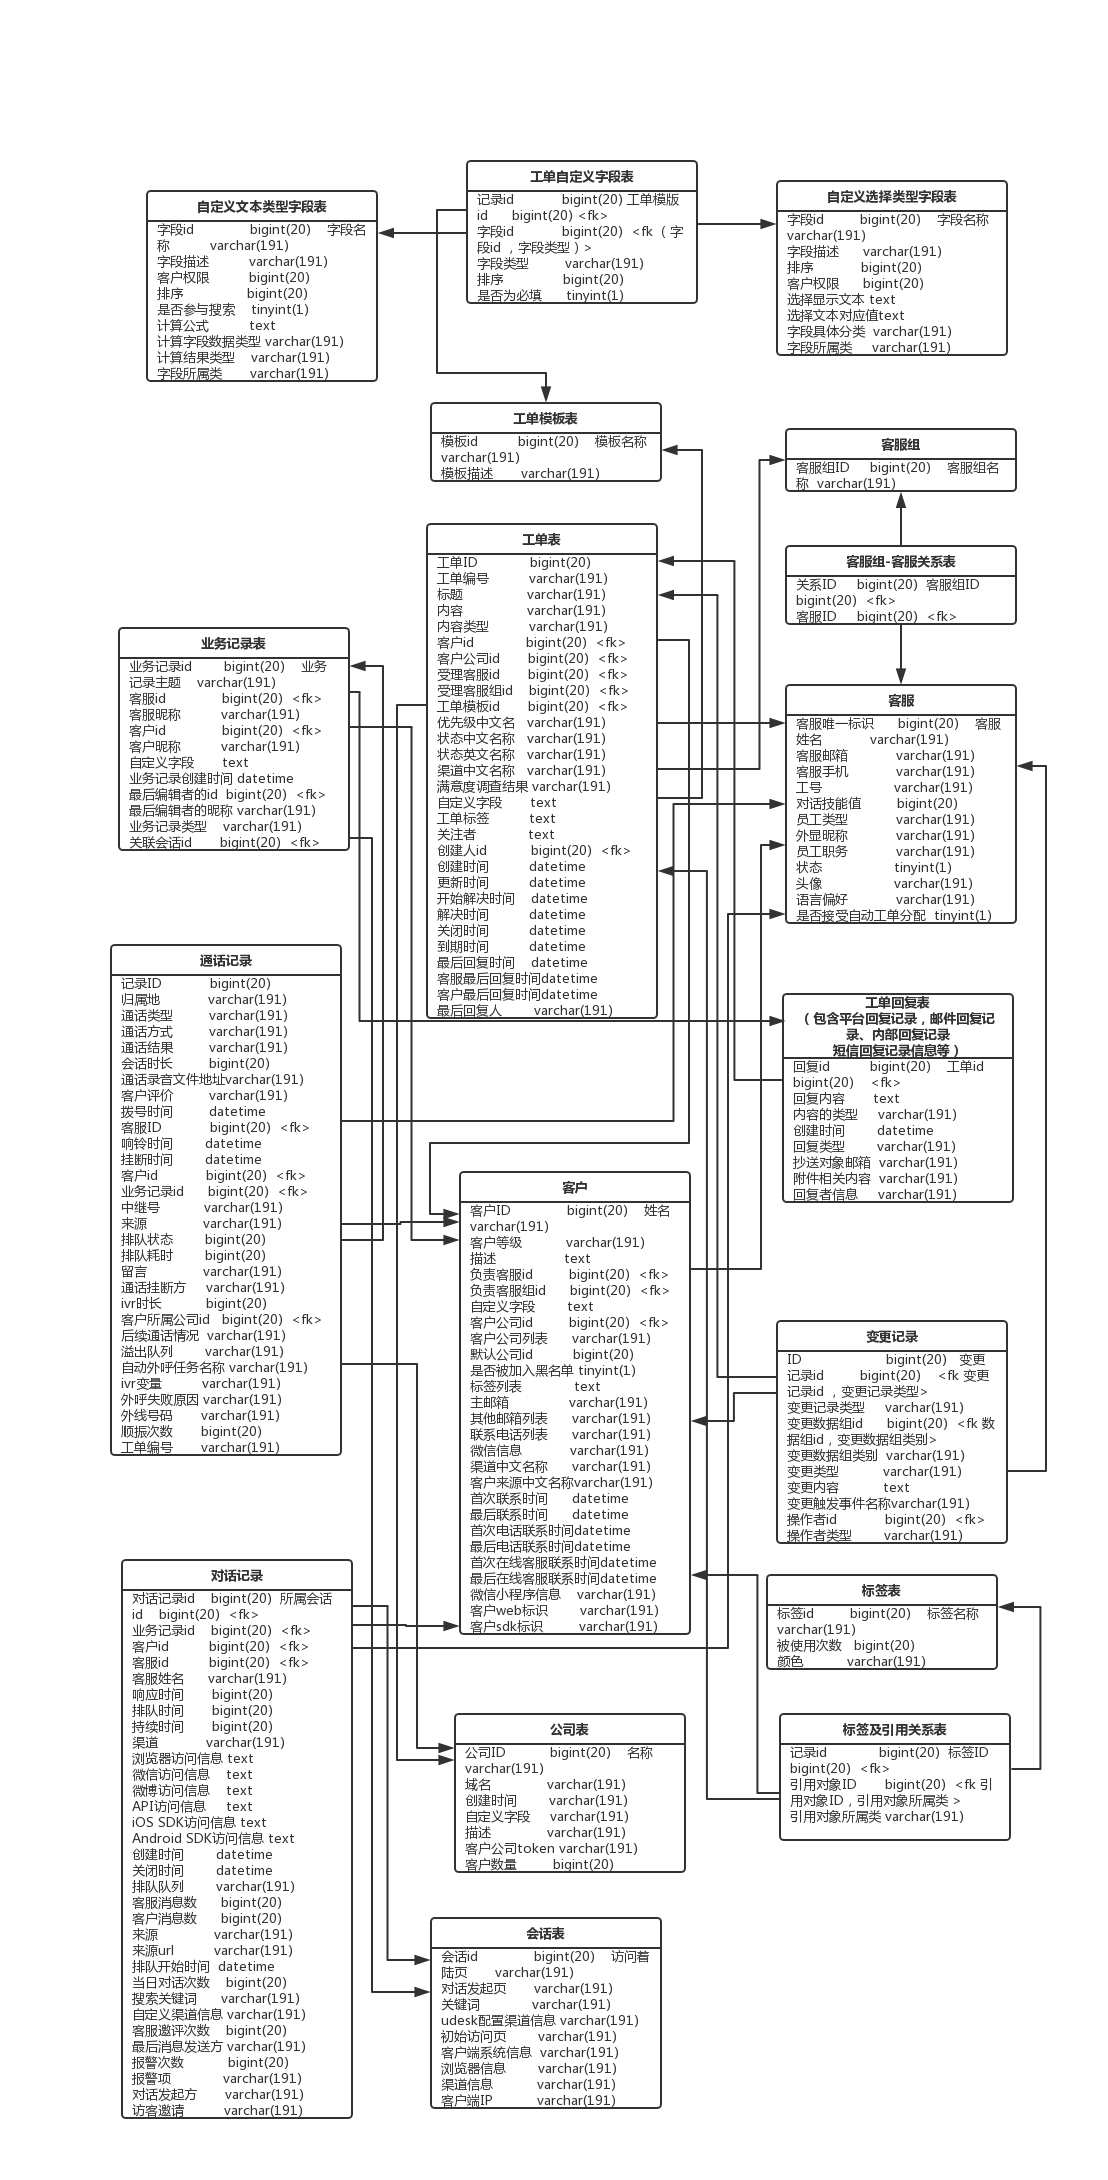 工单自定义字段表
记录id bigint(20) 工单模版
id bigint(20) <fk>
字段id bigint(20) <fk（字
段id ，字段类型）>
字段类型 varchar(191)
排序 bigint(20)
是否为必填 tinyint(1)
自定义文本类型字段表
字段id bigint(20) 字段名
称 varchar(191)
字段描述 varchar(191)
客户权限 bigint(20)
排序 bigint(20)
是否参与搜索 tinyint(1)
计算公式 text
计算字段数据类型 varchar(191)
计算结果类型 varchar(191)
字段所属类 varchar(191)
自定义选择类型字段表
字段id bigint(20) 字段名称
varchar(191)
字段描述 varchar(191)
排序 bigint(20)
客户权限 bigint(20)
选择显示文本 text
选择文本对应值text
字段具体分类 varchar(191)
字段所属类 varchar(191)
工单模板表
模板id bigint(20) 模板名称
varchar(191)
模板描述 varchar(191)
客服组
客服组ID bigint(20) 客服组名
称 varchar(191)
工单表
工单ID bigint(20)
工单编号 varchar(191)
标题 varchar(191)
内容 varchar(191)
内容类型 varchar(191)
客户id bigint(20) <fk>
客户公司id bigint(20) <fk>
受理客服id bigint(20) <fk>
受理客服组id bigint(20) <fk>
工单模板id bigint(20) <fk>
优先级中文名 varchar(191)
状态中文名称 varchar(191)
状态英文名称 varchar(191)
渠道中文名称 varchar(191)
满意度调查结果 varchar(191)
自定义字段 text
工单标签 text
关注者 text
创建人id bigint(20) <fk>
创建时间 datetime
更新时间 datetime
开始解决时间 datetime
解决时间 datetime
关闭时间 datetime
到期时间 datetime
最后回复时间 datetime
客服最后回复时间datetime
客户最后回复时间datetime
最后回复人 varchar(191)
客服组-客服关系表
关系ID bigint(20) 客服组ID
bigint(20) <fk>
客服ID bigint(20) <fk>
业务记录表
业务记录id bigint(20) 业务
记录主题 varchar(191)
客服id bigint(20) <fk>
客服昵称 varchar(191)
客户id bigint(20) <fk>
客户昵称 varchar(191)
自定义字段 text
业务记录创建时间 datetime
最后编辑者的id bigint(20) <fk>
最后编辑者的昵称 varchar(191)
业务记录类型 varchar(191)
关联会话id bigint(20) <fk>
客服
客服唯一标识 bigint(20) 客服
姓名 varchar(191)
客服邮箱 varchar(191)
客服手机 varchar(191)
工号 varchar(191)
对话技能值 bigint(20)
员工类型 varchar(191)
外显昵称 varchar(191)
员工职务 varchar(191)
状态 tinyint(1)
头像 varchar(191)
语言偏好 varchar(191)
是否接受自动工单分配 tinyint(1)
通话记录
记录ID bigint(20)
归属地 varchar(191)
通话类型 varchar(191)
通话方式 varchar(191)
通话结果 varchar(191)
会话时长 bigint(20)
通话录音文件地址varchar(191)
客户评价 varchar(191)
拨号时间 datetime
客服ID bigint(20) <fk>
响铃时间 datetime
挂断时间 datetime
客户id bigint(20) <fk>
业务记录id bigint(20) <fk>
中继号 varchar(191)
来源 varchar(191)
排队状态 bigint(20)
排队耗时 bigint(20)
留言 varchar(191)
通话挂断方 varchar(191)
ivr时长 bigint(20)
客户所属公司id bigint(20) <fk>
后续通话情况 varchar(191)
溢出队列 varchar(191)
自动外呼任务名称 varchar(191)
ivr变量 varchar(191)
外呼失败原因 varchar(191)
外线号码 varchar(191)
顺振次数 bigint(20)
工单编号 varchar(191)
工单回复表
（包含平台回复记录，邮件回复记
录、内部回复记录
短信回复记录信息等）
回复id bigint(20) 工单id
bigint(20) <fk>
回复内容 text
内容的类型 varchar(191)
创建时间 datetime
回复类型 varchar(191)
抄送对象邮箱 varchar(191)
附件相关内容 varchar(191)
回复者信息 varchar(191)
客户
客户ID bigint(20) 姓名
varchar(191)
客户等级 varchar(191)
描述 text
负责客服id bigint(20) <fk>
负责客服组id bigint(20) <fk>
自定义字段 text
客户公司id bigint(20) <fk>
客户公司列表 varchar(191)
默认公司id bigint(20)
是否被加入黑名单 tinyint(1)
标签列表 text
主邮箱 varchar(191)
其他邮箱列表 varchar(191)
联系电话列表 varchar(191)
微信信息 varchar(191)
渠道中文名称 varchar(191)
客户来源中文名称varchar(191)
首次联系时间 datetime
最后联系时间 datetime
首次电话联系时间datetime
最后电话联系时间datetime
首次在线客服联系时间datetime
最后在线客服联系时间datetime
微信小程序信息 varchar(191)
客户web标识 varchar(191)
客户sdk标识 varchar(191)
变更记录
ID bigint(20) 变更
记录id bigint(20) <fk 变更
记录id ，变更记录类型>
变更记录类型 varchar(191)
变更数据组id bigint(20) <fk 数
据组id，变更数据组类别>
变更数据组类别 varchar(191)
变更类型 varchar(191)
变更内容 text
变更触发事件名称varchar(191)
操作者id bigint(20) <fk>
操作者类型 varchar(191)
对话记录
对话记录id bigint(20) 所属会话
id bigint(20) <fk>
业务记录id bigint(20) <fk>
客户id bigint(20) <fk>
客服id bigint(20) <fk>
客服姓名 varchar(191)
响应时间 bigint(20)
排队时间 bigint(20)
持续时间 bigint(20)
渠道 varchar(191)
浏览器访问信息 text
微信访问信息 text
微博访问信息 text
API访问信息 text
iOS SDK访问信息 text
Android SDK访问信息 text
创建时间 datetime
关闭时间 datetime
排队队列 varchar(191)
客服消息数 bigint(20)
客户消息数 bigint(20)
来源 varchar(191)
来源url varchar(191)
排队开始时间 datetime
当日对话次数 bigint(20)
搜索关键词 varchar(191)
自定义渠道信息 varchar(191)
客服邀评次数 bigint(20)
最后消息发送方 varchar(191)
报警次数 bigint(20)
报警项 varchar(191)
对话发起方 varchar(191)
访客邀请 varchar(191)
标签表
标签id bigint(20) 标签名称
varchar(191)
被使用次数 bigint(20)
颜色 varchar(191)
公司表
公司ID bigint(20) 名称
varchar(191)
域名 varchar(191)
创建时间 varchar(191)
自定义字段 varchar(191)
描述 varchar(191)
客户公司token varchar(191)
客户数量 bigint(20)
标签及引用关系表
记录id bigint(20) 标签ID
bigint(20) <fk>
引用对象ID bigint(20) <fk 引
用对象ID，引用对象所属类 >
引用对象所属类 varchar(191)
会话表
会话id bigint(20) 访问着
陆页 varchar(191)
对话发起页 varchar(191)
关键词 varchar(191)
udesk配置渠道信息 varchar(191)
初始访问页 varchar(191)
客户端系统信息 varchar(191)
浏览器信息 varchar(191)
渠道信息 varchar(191)
客户端IP varchar(191)